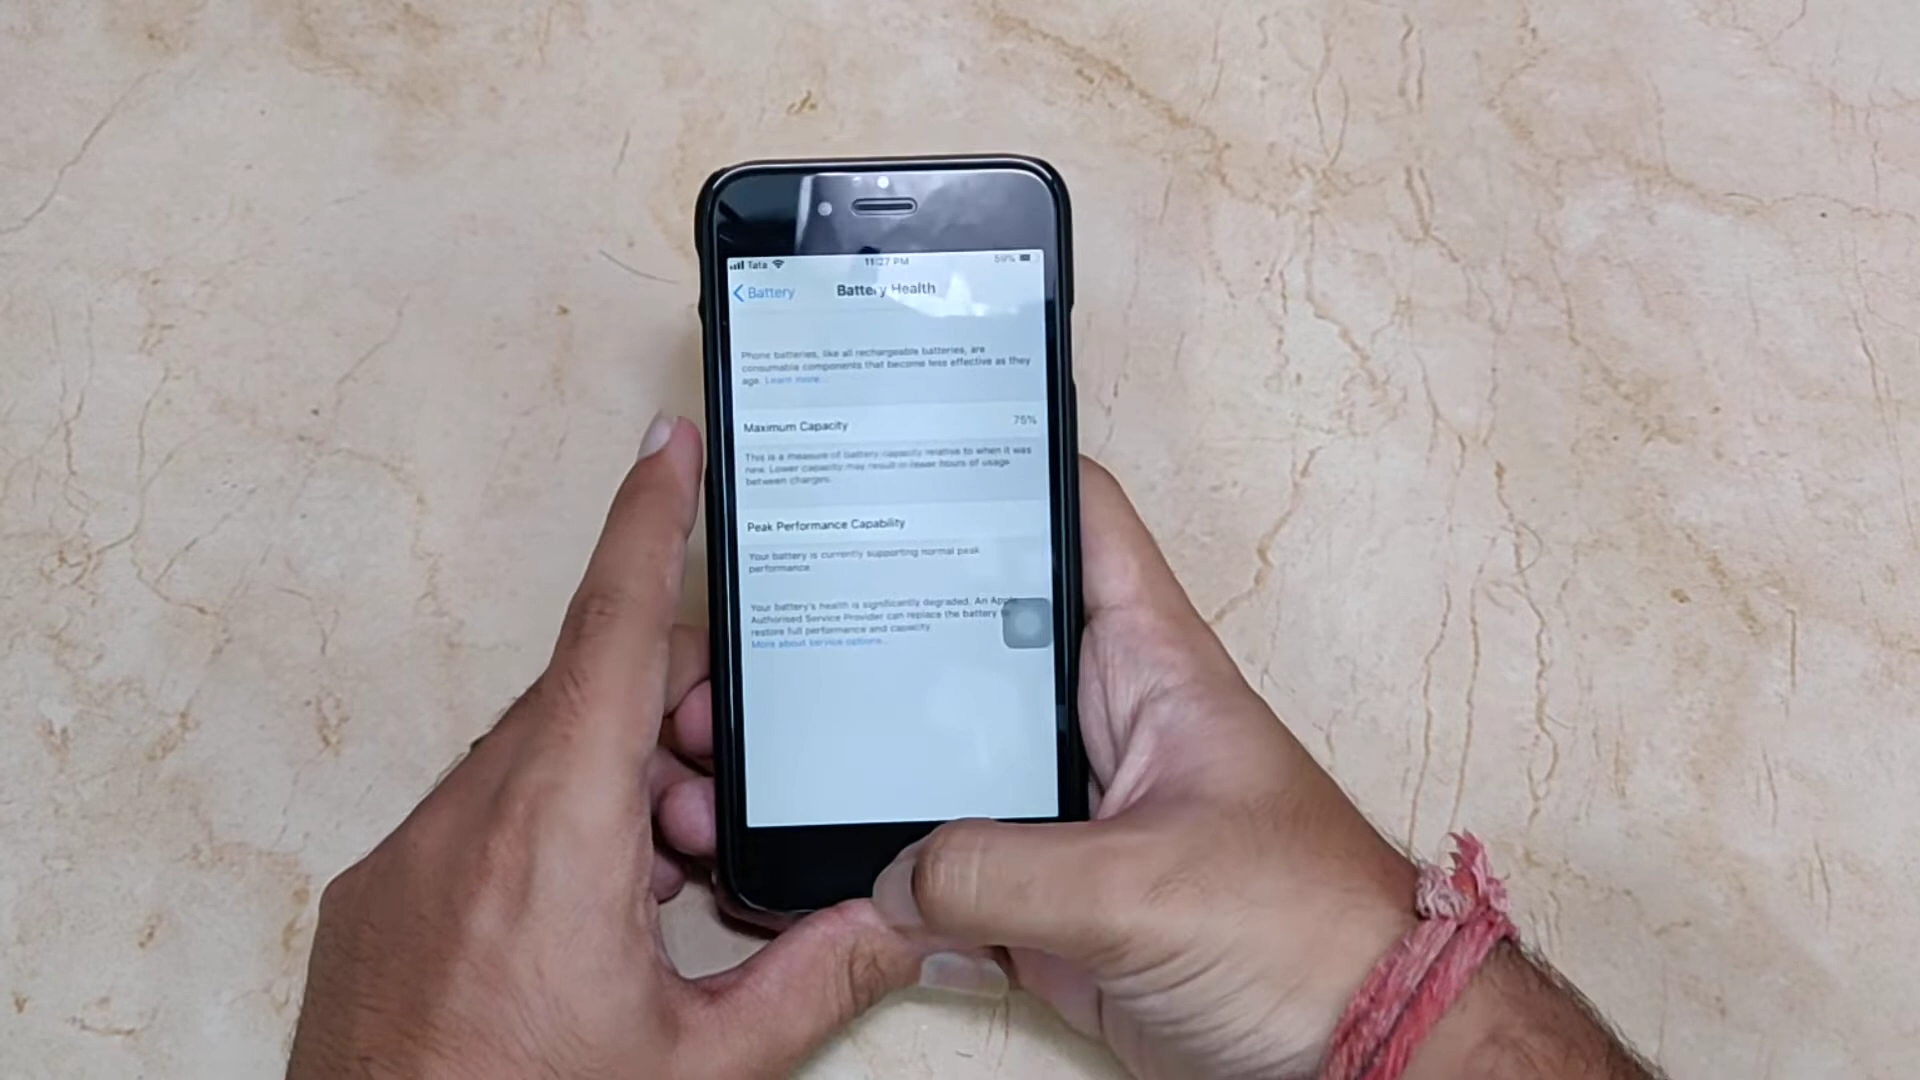 Tata 11:27 PM 59%
Battery Battery Health
Phone batteries, like all rechargeable batteries, are
consumable components that become less effective as they
age. Learn more...
Maximum Capacity 75%
This is a measure of battery capacity relative to when it was
new. Lower capacity may result in fewer hours of usage
between charges.
Peak Performance Capability
Your battery is currently supporting normal peak
performance.
Your battery's health is significantly degraded. An Apple
Authorised Service Provider can replace the battery to
restore full performance and capacity.
More about service options...